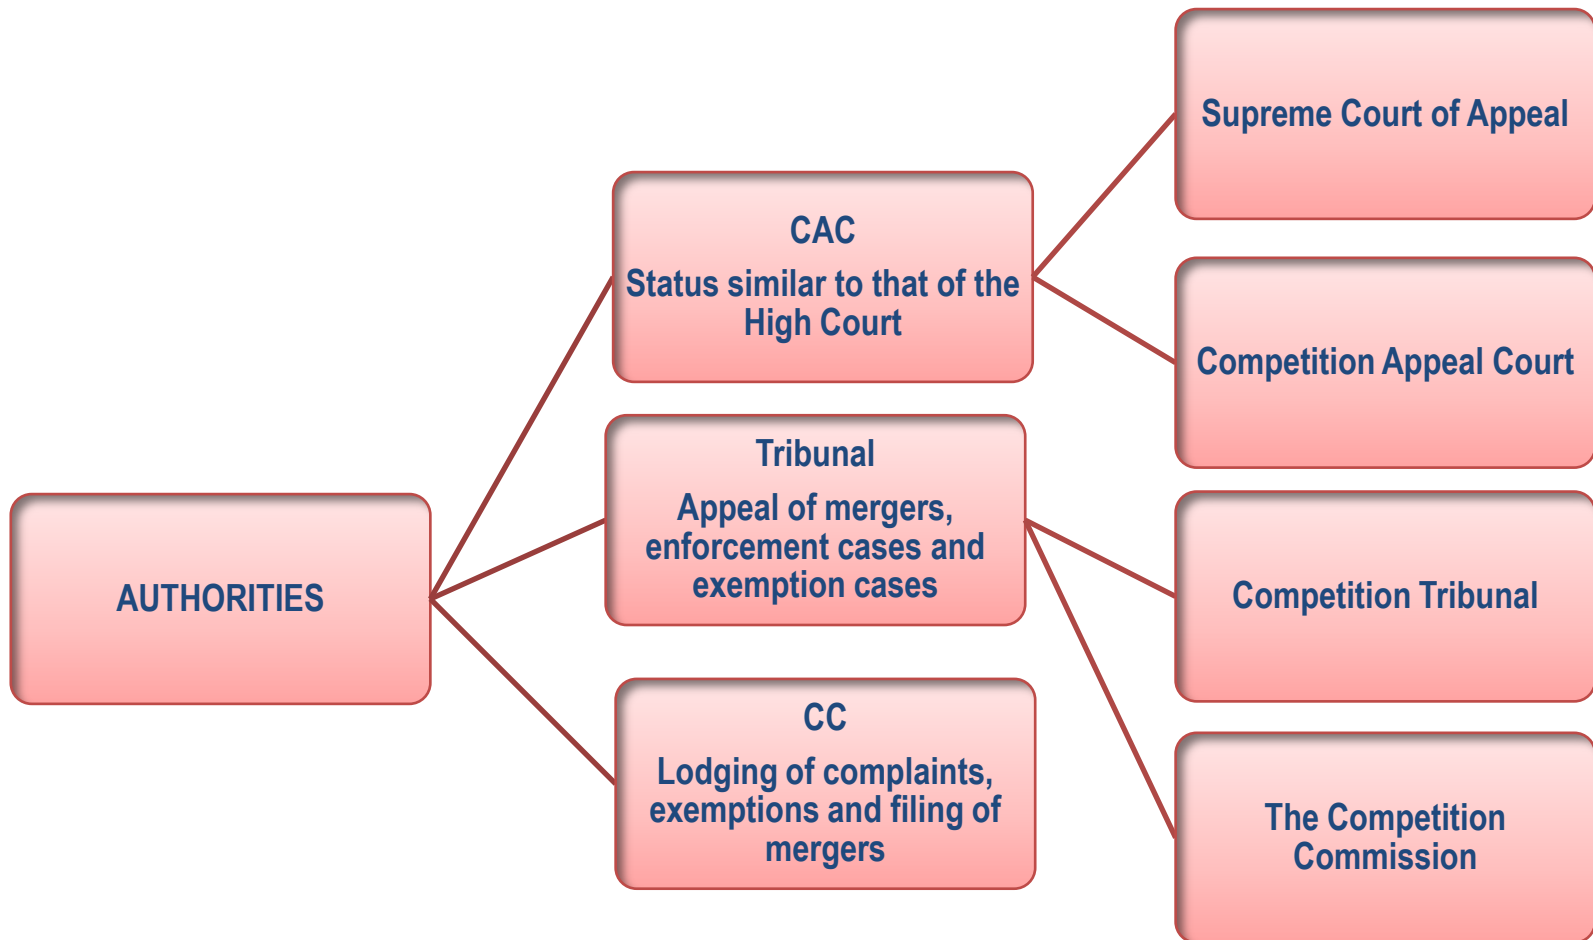 AUTHORITIES
CAC
Status similar to that of the
High Court
Tribunal
Appeal of mergers,
enforcement cases and
exemption cases
CC
Lodging of complaints,
exemptions and filing of
mergers
Supreme Court of Appeal
Competition Appeal Court
Competition Tribunal
The Competition
Commission